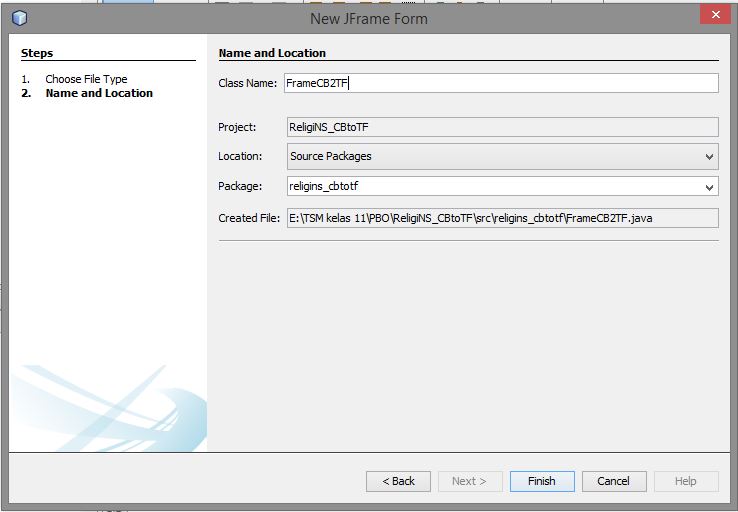 New JFrame Form
Steps
1. Choose File Type
2. Name and Location
Name and Location
Class Name: FrameCB2TF
Project: ReligiNS_CBtoTF
Location: Source Packages
Package: religins_cbtotf
Created File: E:\TSM kelas 11\PBO\ReligiNS_CBtoTF\src\religins_cbtotf\FrameCB2TF.java
< Back Next > Finish Cancel Help